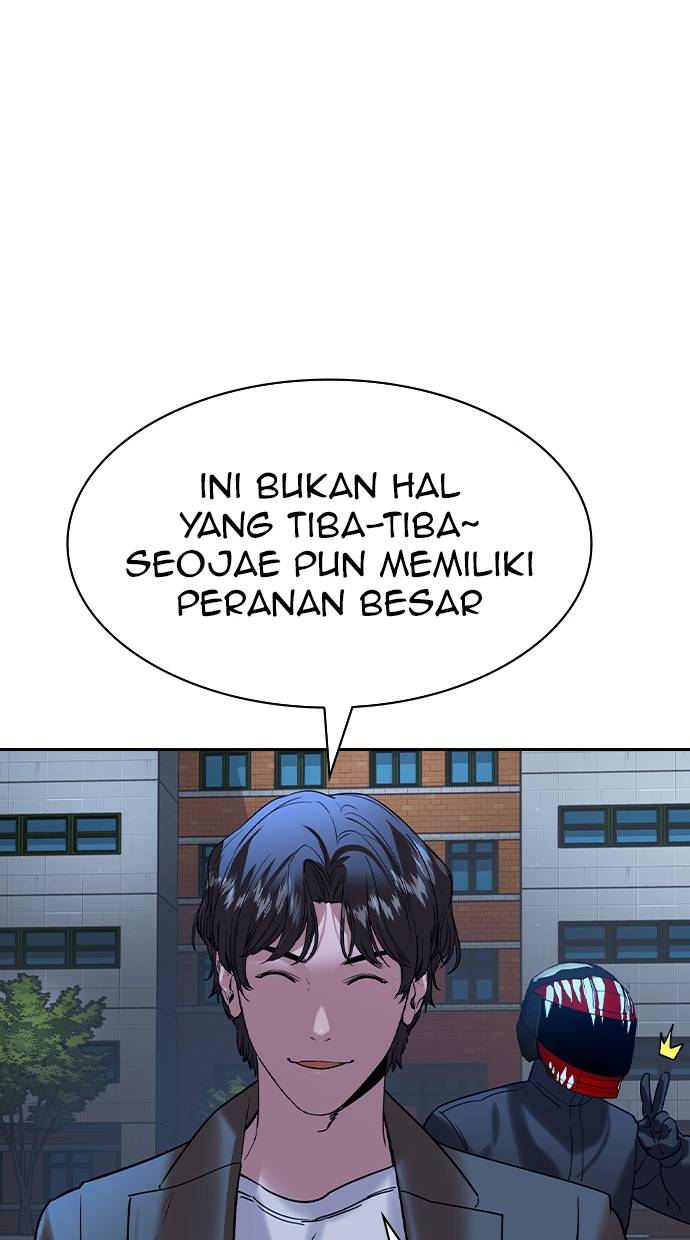 INI BUKAN HAL
YANG TIBA-TIBA~
SEOJAE PUN MEMILIKI
PERANAN BESAR